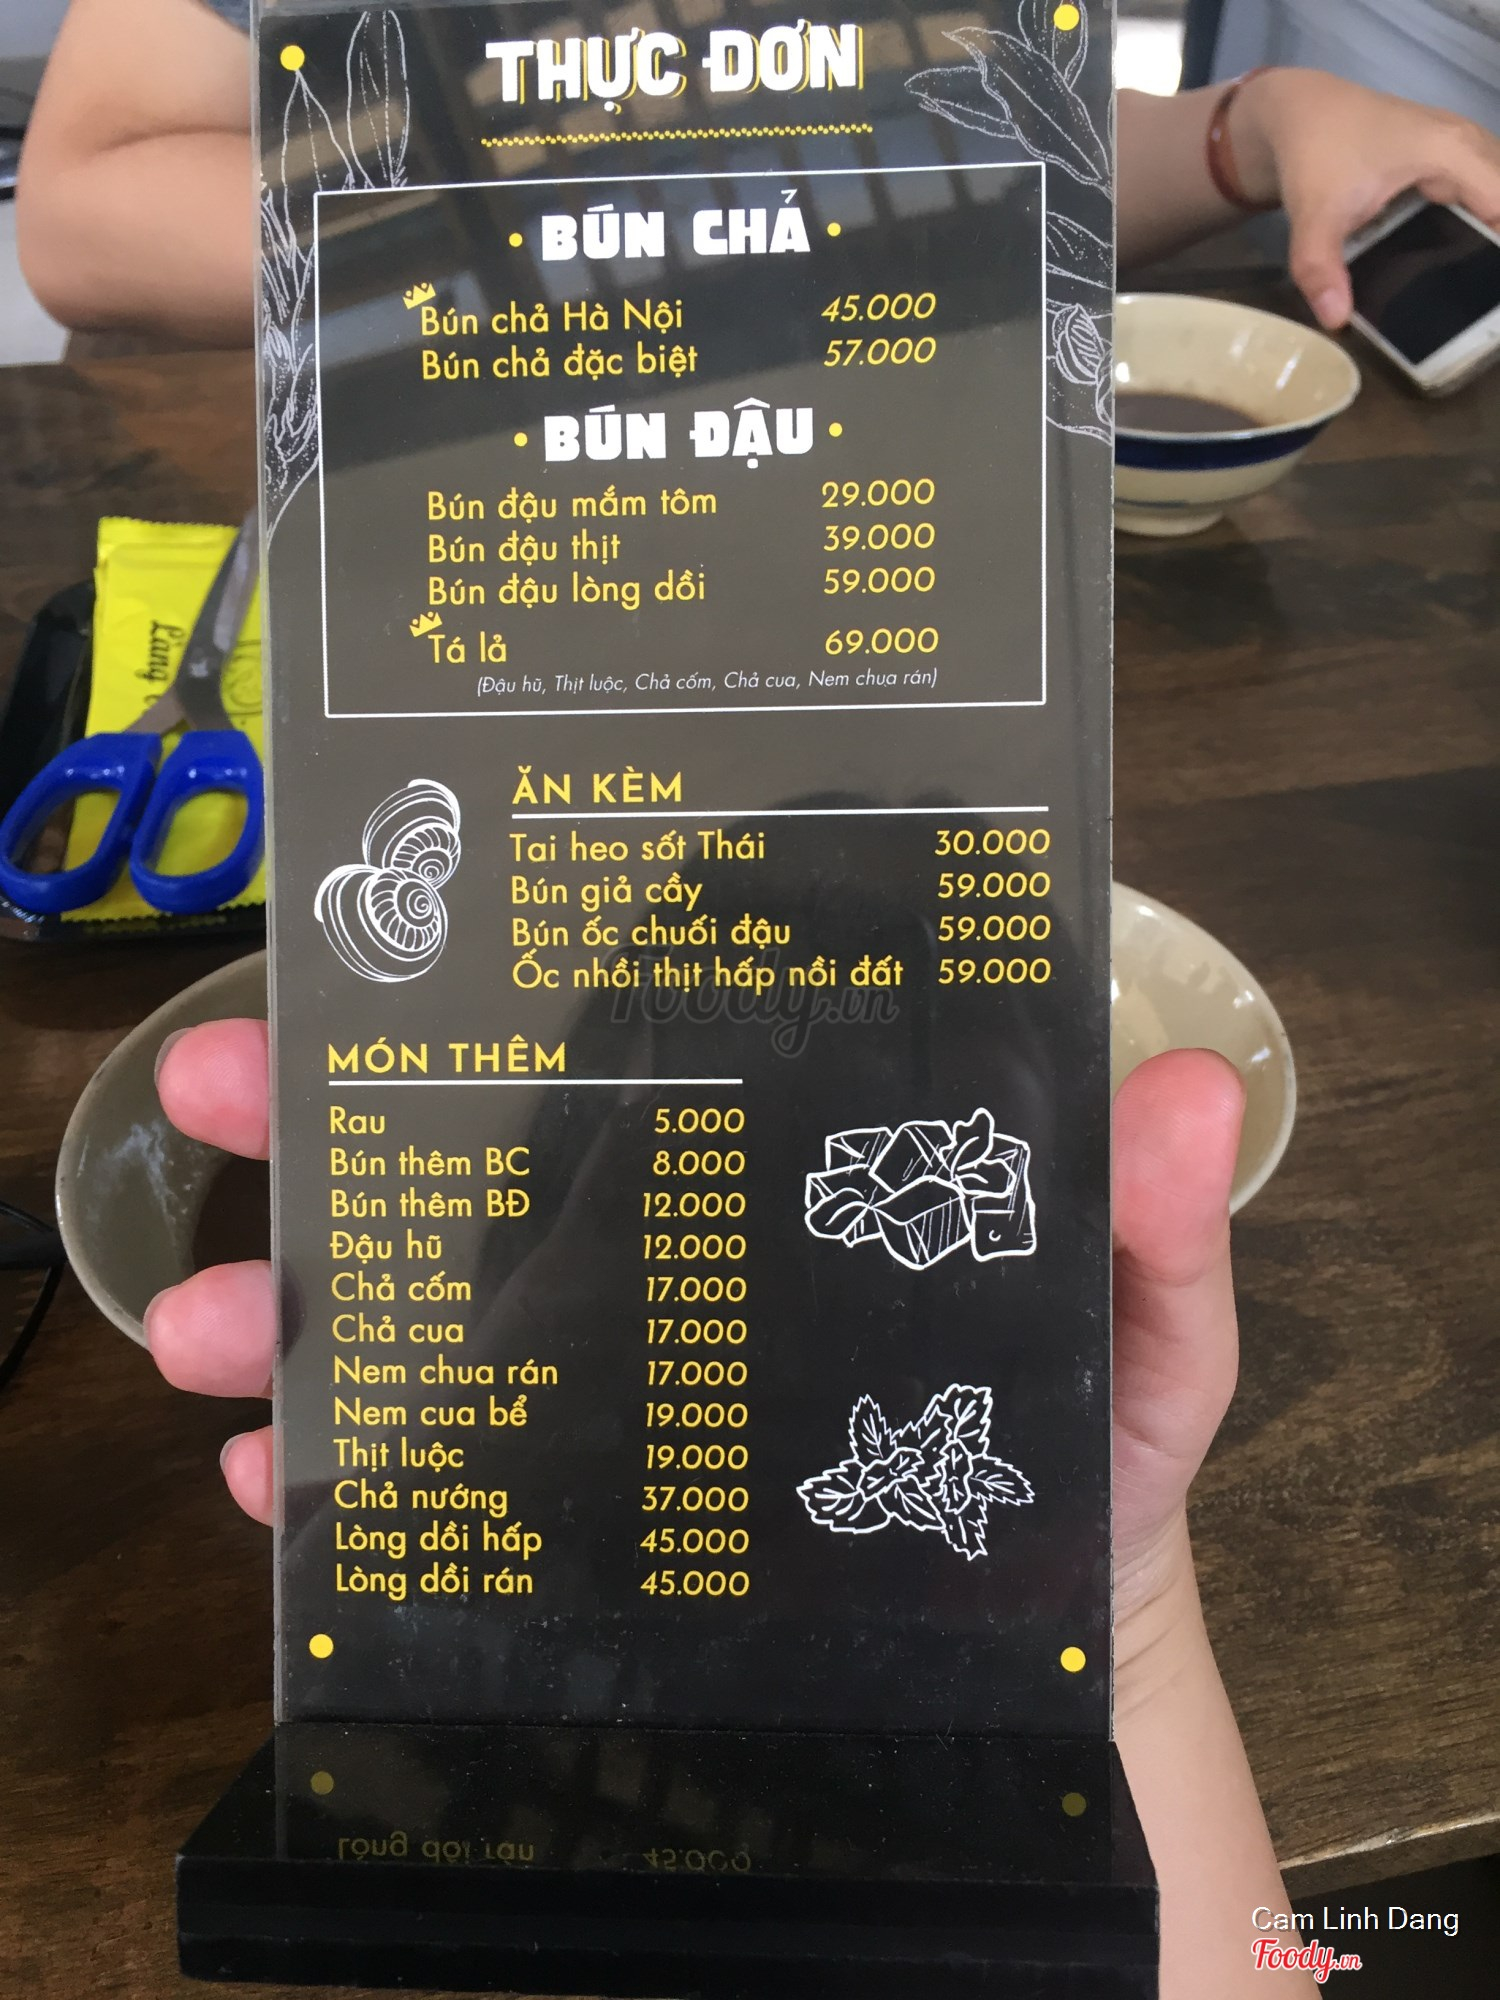 THỰC ĐƠN
• BÚN CHẢ •
Bún chả Hà Nội 45.000
Bún chả đặc biệt 57.000
• BÚN ĐẬU •
Bún đậu mắm tôm 29.000
Bún đậu thịt 39.000
Bún đậu lòng dồi 59.000
Tá lả 69.000
(Đậu hũ, Thịt luộc, Chả cốm, Chả cua, Nem chua rán)
ĂN KÈM
Tai heo sốt Thái 30.000
Bún giả cầy 59.000
Bún ốc chuối đậu 59.000
Ốc nhồi thịt hấp nồi đất 59.000
Foody.vn
MÓN THÊM
Rau 5.000
Bún thêm BC 8.000
Bún thêm BĐ 12.000
Đậu hũ 12.000
Chả cốm 17.000
Chả cua 17.000
Nem chua rán 17.000
Nem cua bể 19.000
Thịt luộc 19.000
Chả nướng 37.000
Lòng dồi hấp 45.000
Lòng dồi rán 45.000
Cam Linh Dang
Foody.vn